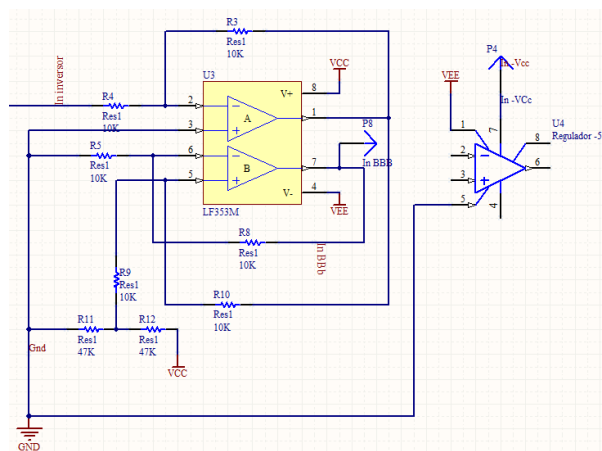 R3
Res1
10K
In inversor
R4
Res1
10K
U3
VCC
V+
8
2
1
3
A
6
7
5
B
V-
4
LF353M
VEE
P8
In BBB
R5
Res1
10K
R8
Res1
10K
In BBb
R9
Res1
10K
R10
Res1
10K
R11
Res1
47K
R12
Res1
47K
VCC
Gnd
GND
P4
In -Vcc
VEE
In -VCc
U4
Regulador -5
1
7
8
2
6
3
5
4